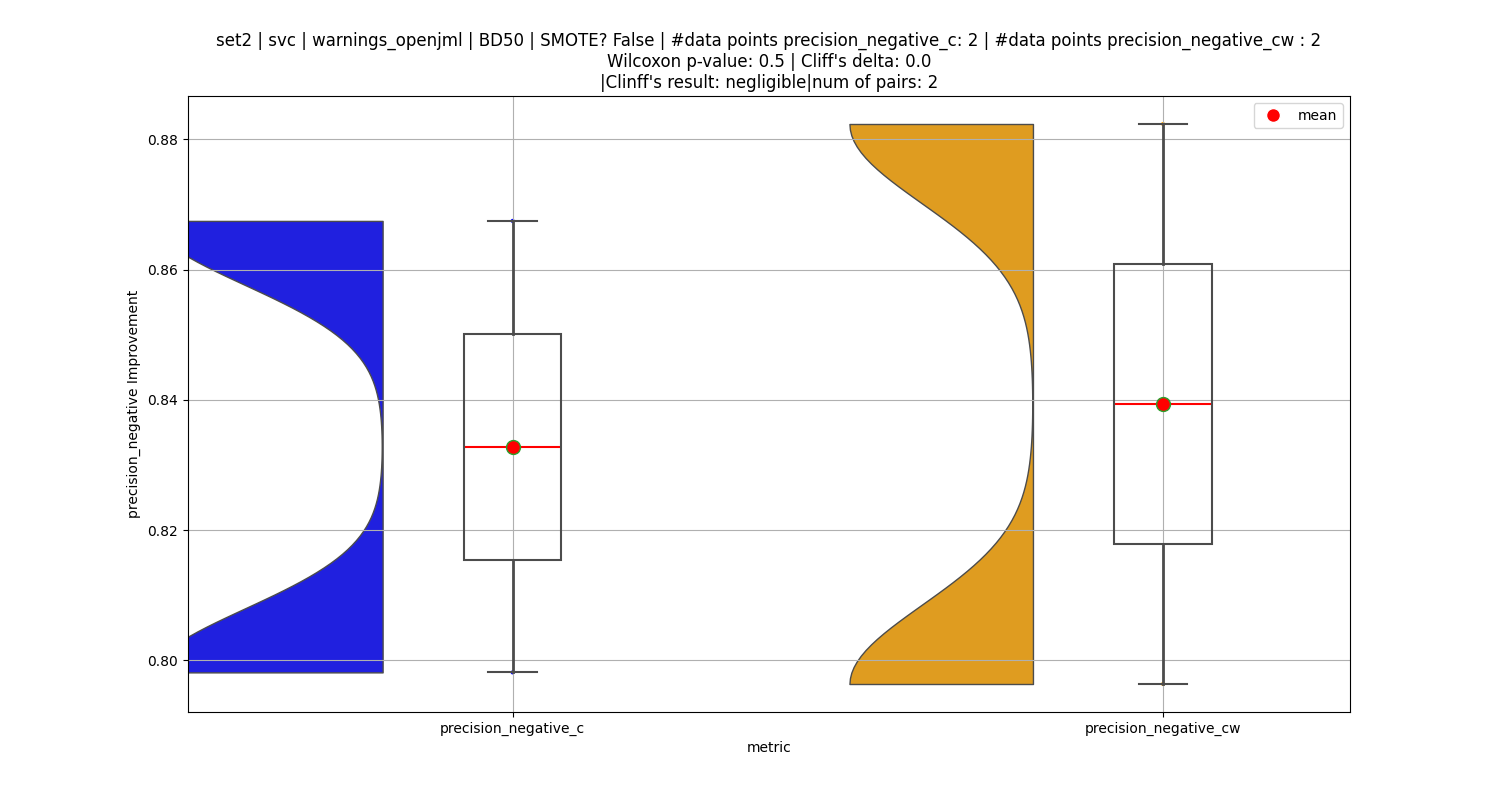 set2 | svc | warnings_openjml | BD50 | SMOTE? False | #data points precision_negative_c: 2 | #data points precision_negative_cw : 2
Wilcoxon p-value: 0.5 | Cliff's delta: 0.0
|Clinff's result: negligible|num of pairs: 2
mean
0.88
0.86
0.84
0.82
0.80
precision_negative Improvement
precision_negative_c
precision_negative_cw
metric